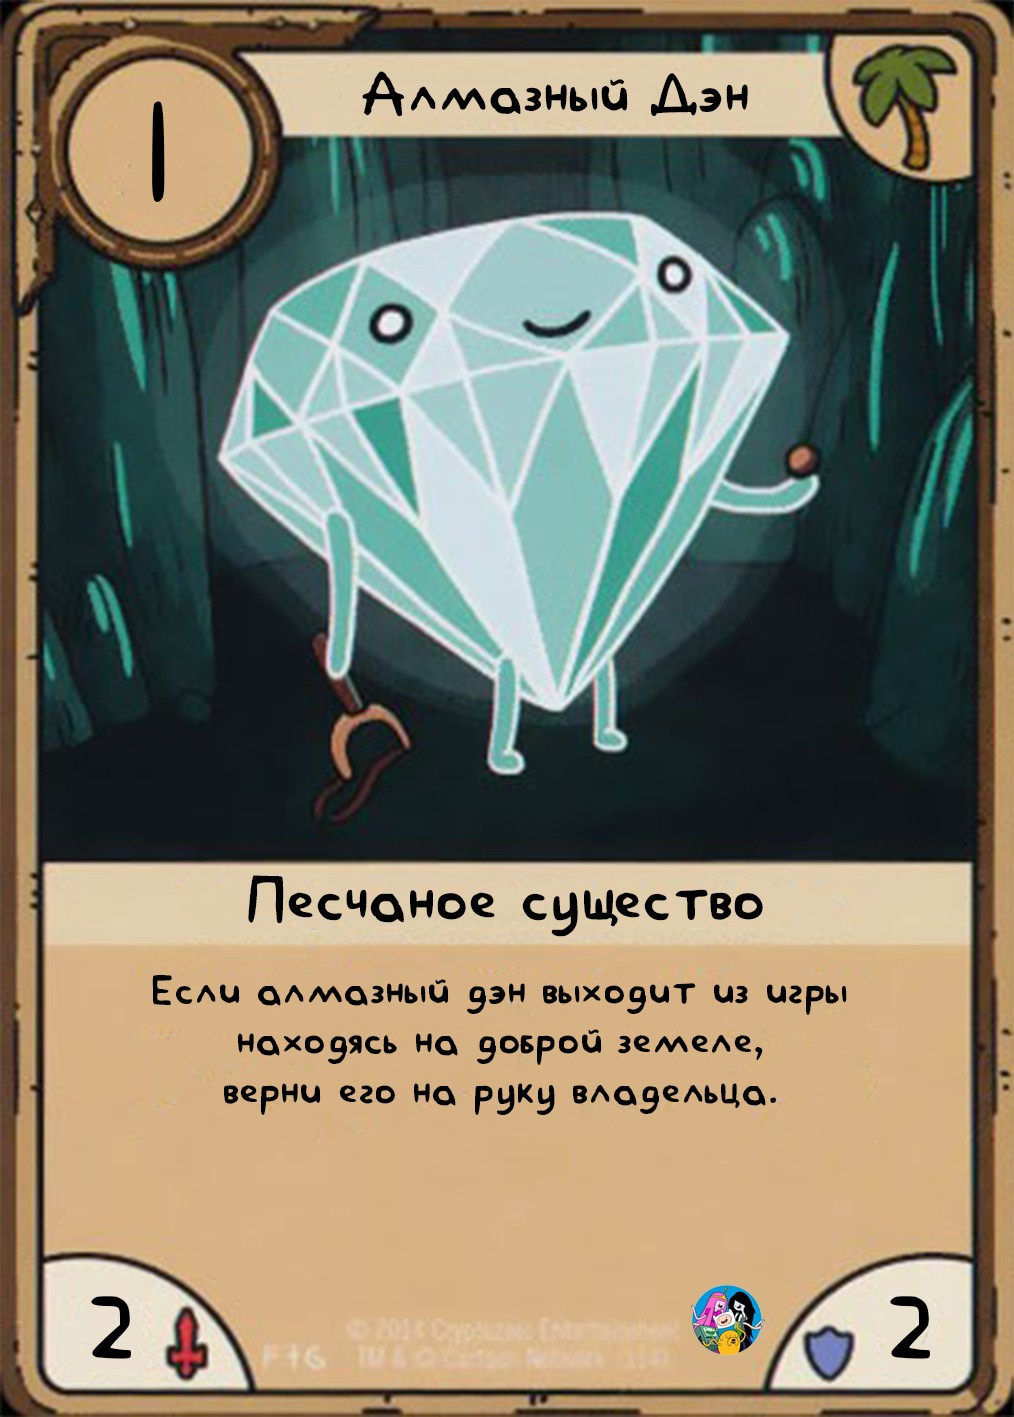 1
Алмазный Дэн
Песчаное существо
Если алмазный дэн выходит из игры
находясь на доброй земеле,
верни его на руку владельца.
2
2